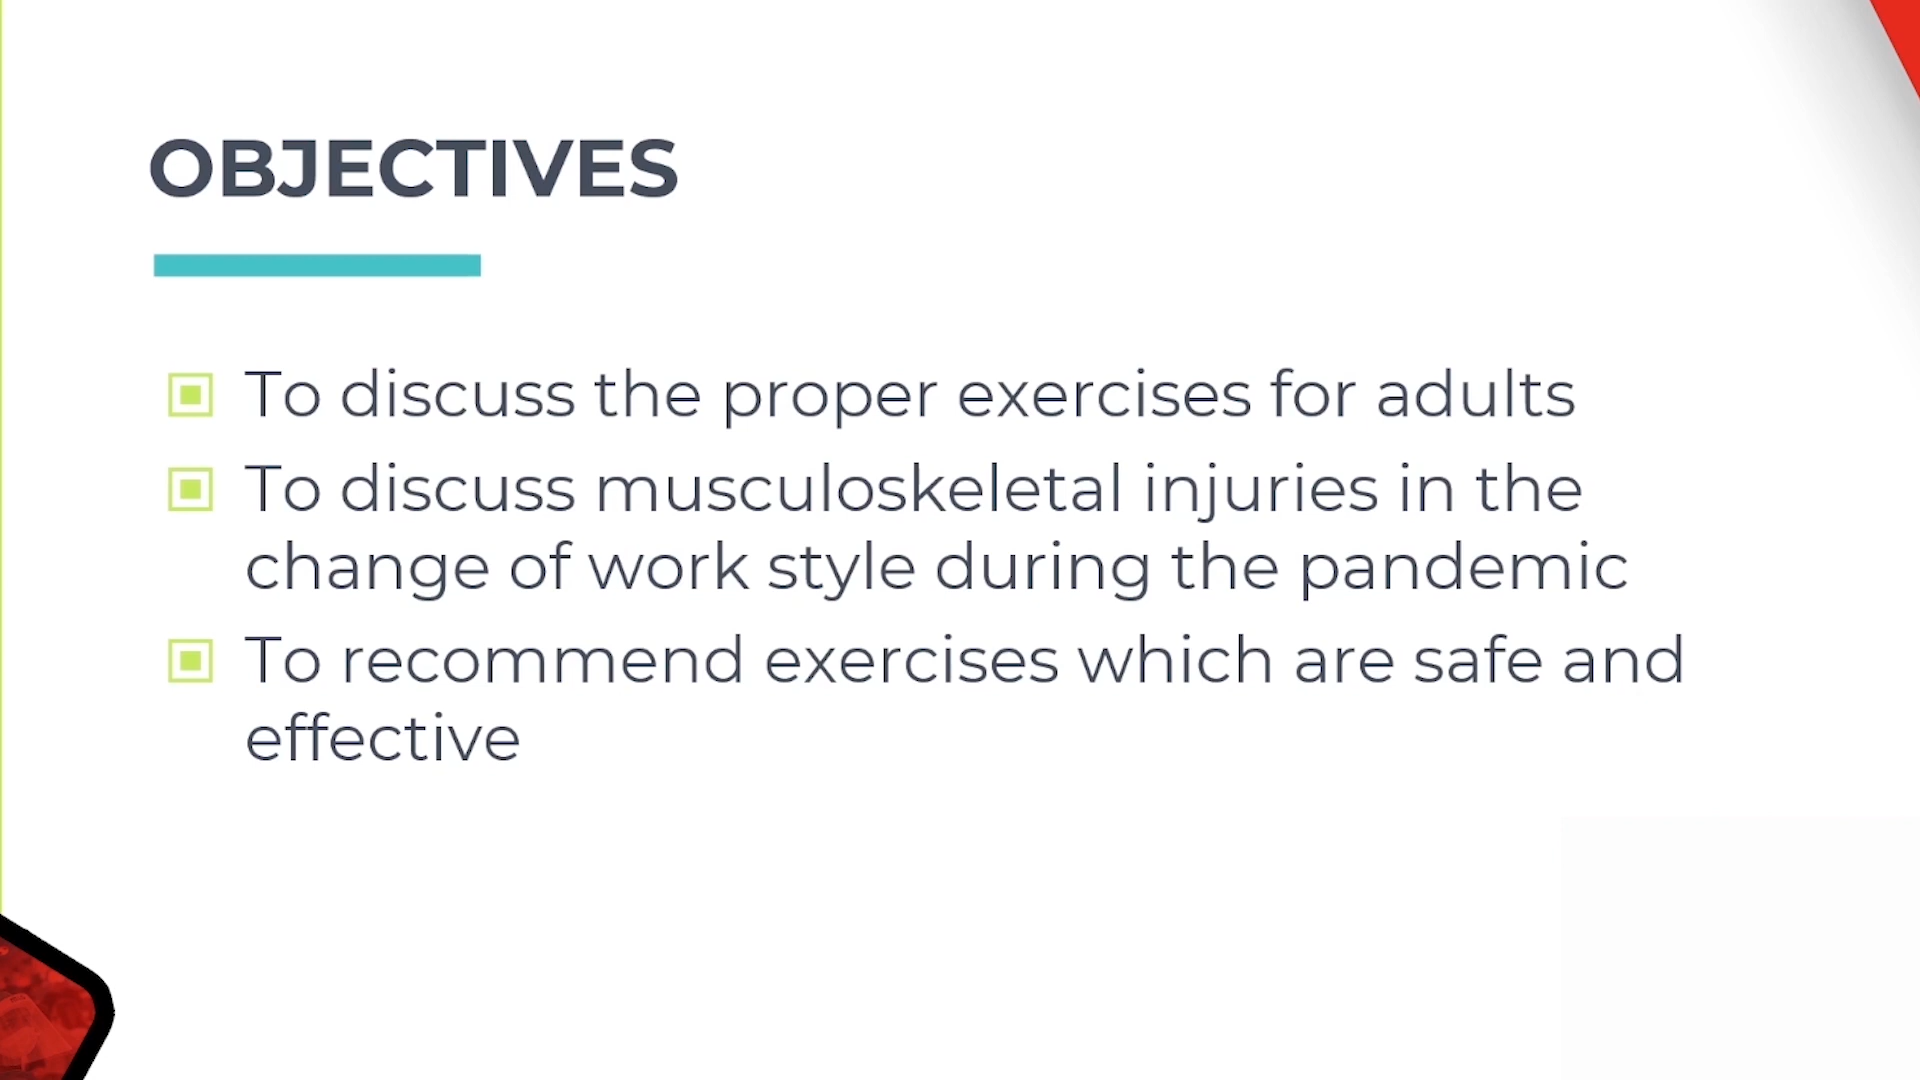 OBJECTIVES
To discuss the proper exercises for adults
To discuss musculoskeletal injuries in the
change of work style during the pandemic
To recommend exercises which are safe and
effective